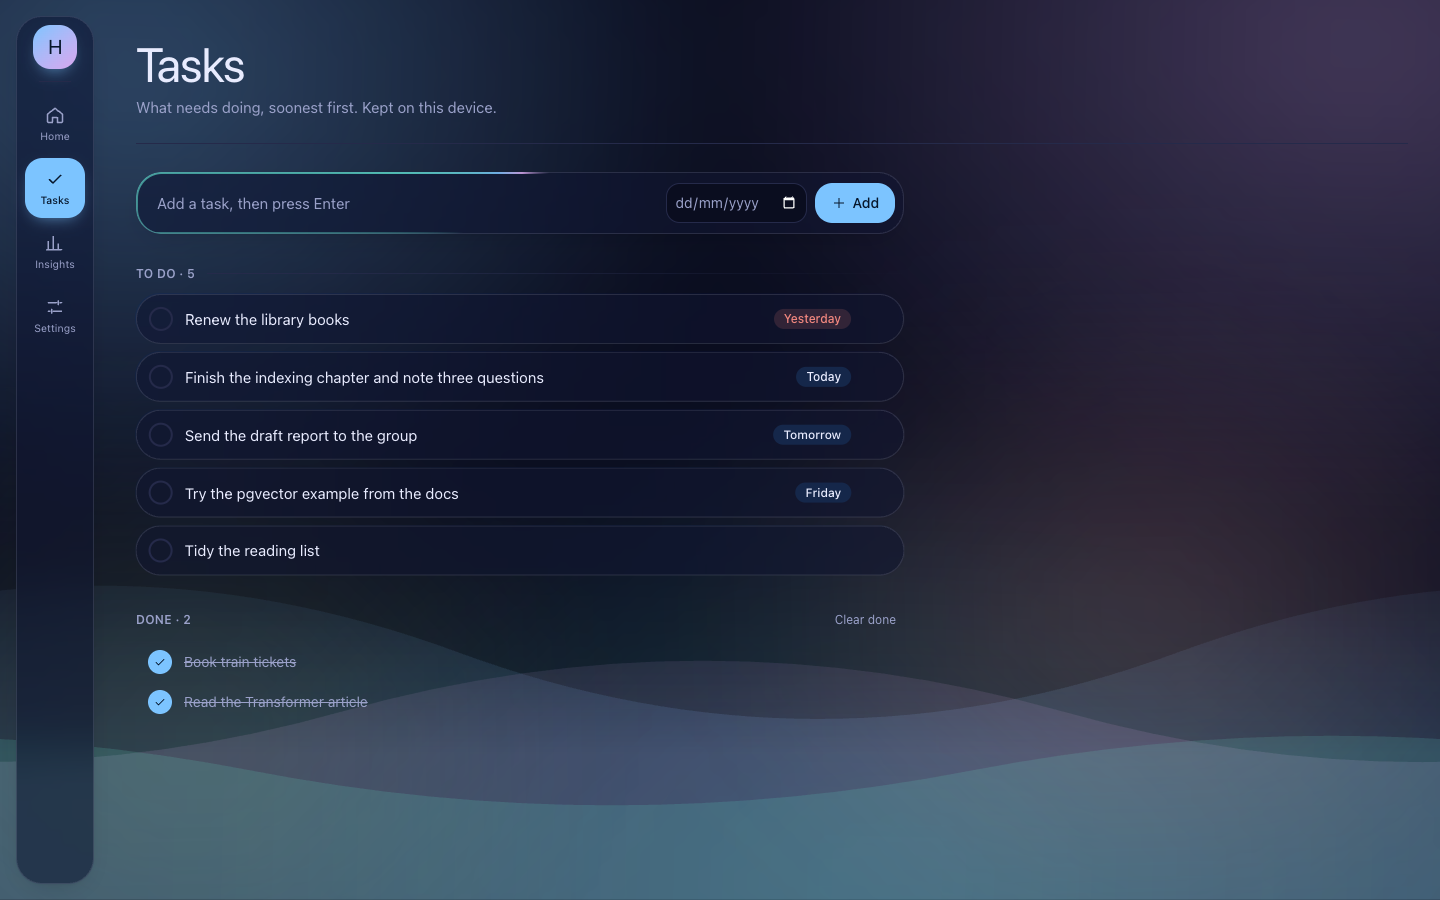 H
Home
Tasks
Insights
Settings
Tasks
What needs doing, soonest first. Kept on this device.
Add a task, then press Enter
dd/mm/yyyy
Add
TO DO · 5
Renew the library books
Yesterday
Finish the indexing chapter and note three questions
Today
Send the draft report to the group
Tomorrow
Try the pgvector example from the docs
Friday
Tidy the reading list
DONE · 2
Clear done
Book train tickets
Read the Transformer article